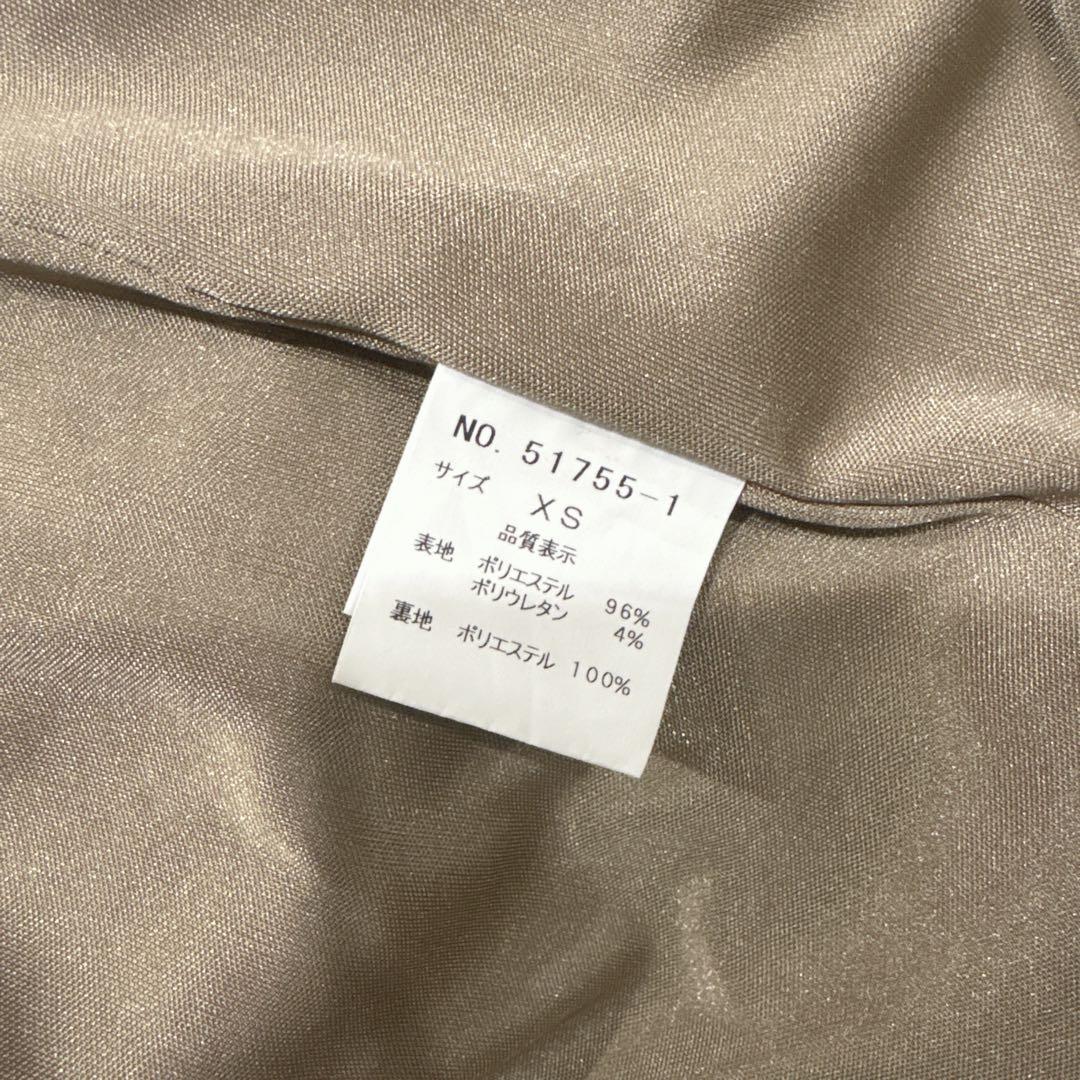 NO. 51755-1
サイズ XS
品質表示
表地 ポリエステル 96%
ポリウレタン 4%
裏地 ポリエステル 100%